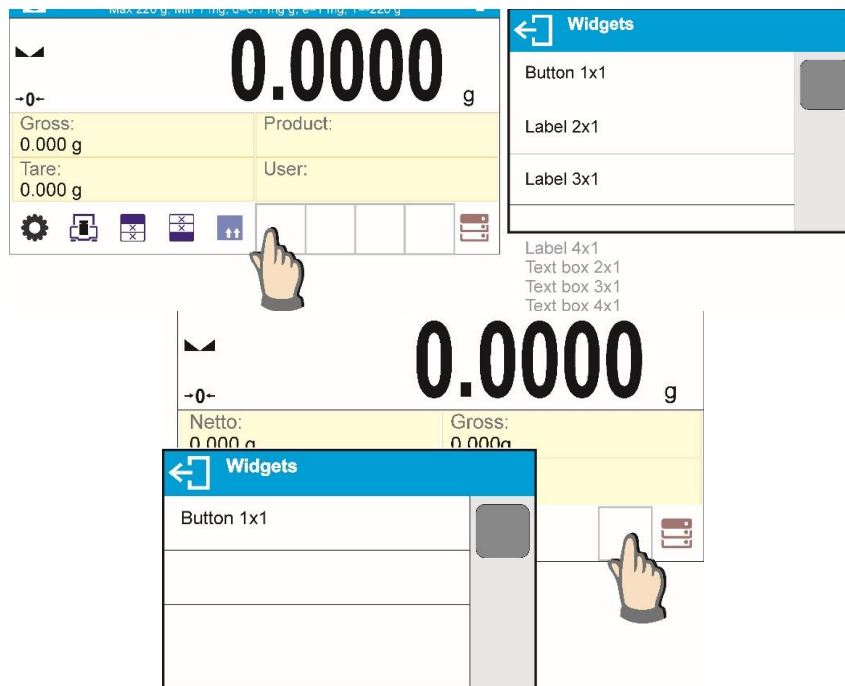 Max 220 g, Min 1 mg, d=0.1 mg g, e=1 mg, T=-220 g
0.0000 g
→0←
Gross:
0.000 g
Product:
Tare:
0.000 g
User:
Widgets
Button 1x1
Label 2x1
Label 3x1
Label 4x1
Text box 2x1
Text box 3x1
Text box 4x1
0.0000 g
→0←
Netto:
0.000 g
Gross:
0.000g
Widgets
Button 1x1